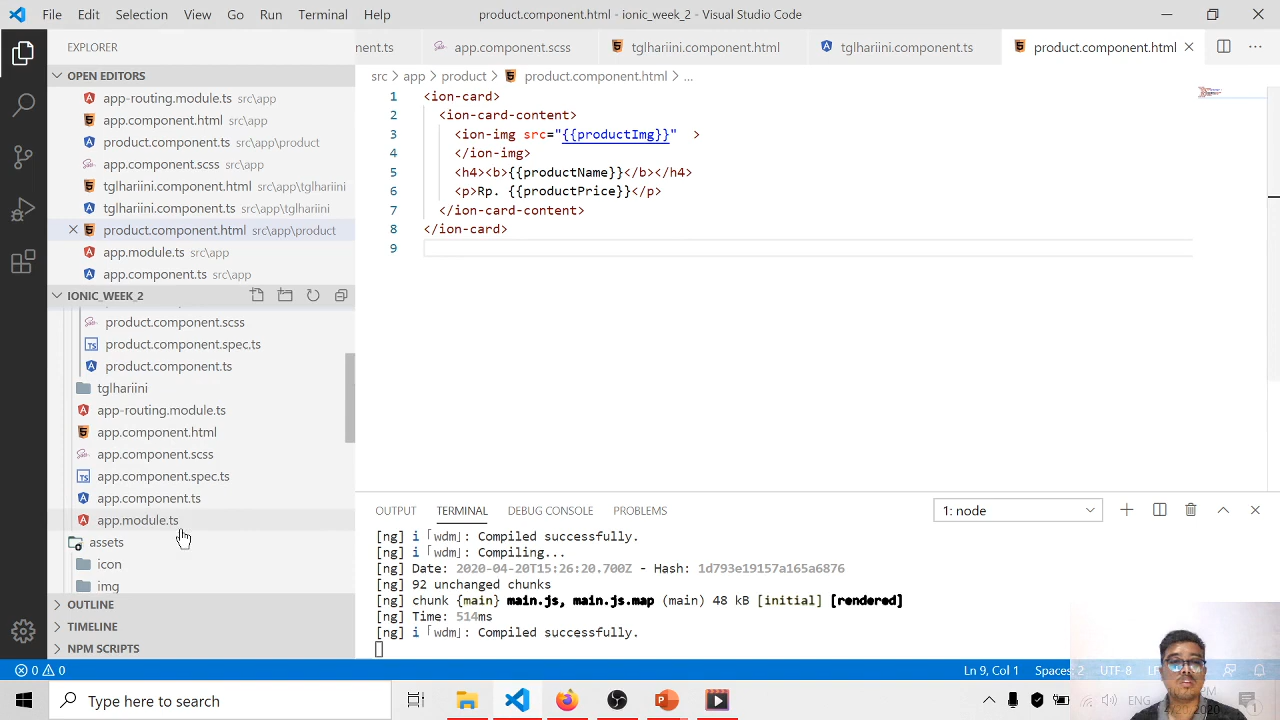 File Edit Selection View Go Run Terminal Help
product.component.html - ionic_week_2 - Visual Studio Code
EXPLORER
OPEN EDITORS
app-routing.module.ts src\app
app.component.html src\app
product.component.ts src\app\product
app.component.scss src\app
tglhariini.component.html src\app\tglhariini
tglhariini.component.ts src\app\tglhariini
product.component.html src\app\product
app.module.ts src\app
app.component.ts src\app
IONIC_WEEK_2
product.component.scss
product.component.spec.ts
product.component.ts
tglhariini
app-routing.module.ts
app.component.html
app.component.scss
app.component.spec.ts
app.component.ts
app.module.ts
assets
icon
img
OUTLINE
TIMELINE
NPM SCRIPTS
nent.ts app.component.scss tglhariini.component.html tglhariini.component.ts product.component.html
src > app > product > product.component.html > ...
1 <ion-card>
2 <ion-card-content>
3 <ion-img src="{{productImg}}" >
4 </ion-img>
5 <h4><b>{{productName}}</b></h4>
6 <p>Rp. {{productPrice}}</p>
7 </ion-card-content>
8 </ion-card>
9
OUTPUT TERMINAL DEBUG CONSOLE PROBLEMS 1: node
[ng] i「wdm」: Compiled successfully.
[ng] i「wdm」: Compiling...
[ng] Date: 2020-04-20T15:26:20.700Z - Hash: 1d793e19157a165a6876
[ng] 92 unchanged chunks
[ng] chunk {main} main.js, main.js.map (main) 48 kB [initial] [rendered]
[ng] Time: 514ms
[ng] i「wdm」: Compiled successfully.
0 0 Ln 9, Col 1 Spaces: 2 UTF-8
Type here to search
ENG